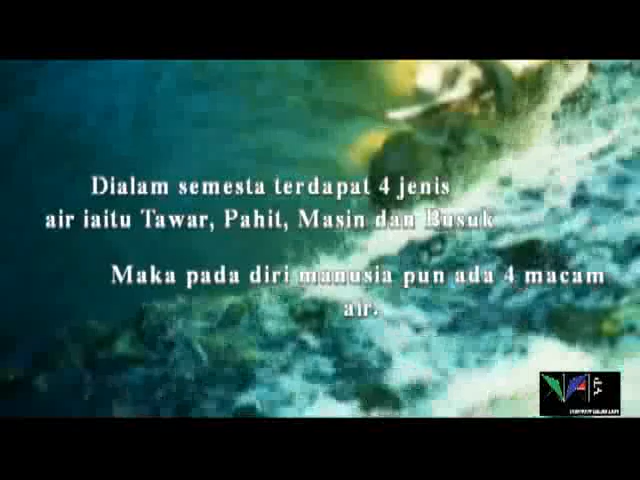 Dialam semesta terdapat 4 jenis
air iaitu Tawar, Pahit, Masin dan Busuk
Maka pada diri manusia pun ada 4 macam
air.